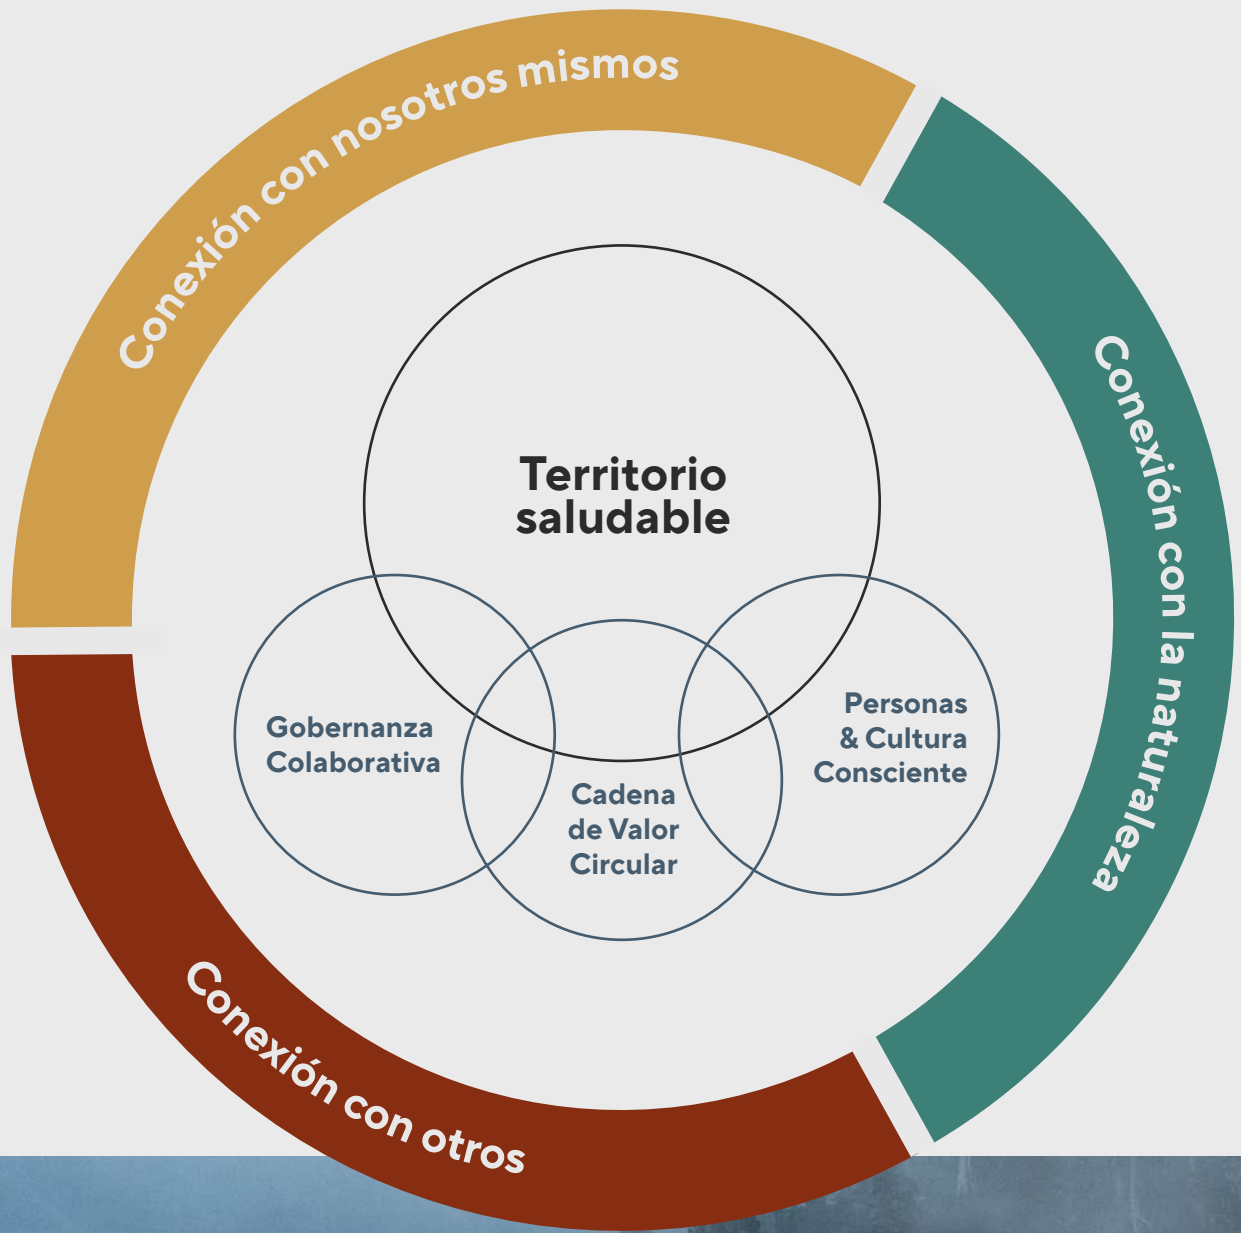 Conexión con nosotros mismos
Conexión con la naturaleza
Territorio
saludable
Gobernanza
Colaborativa
Cadena
de Valor
Circular
Personas
& Cultura
Consciente
Conexión con otros